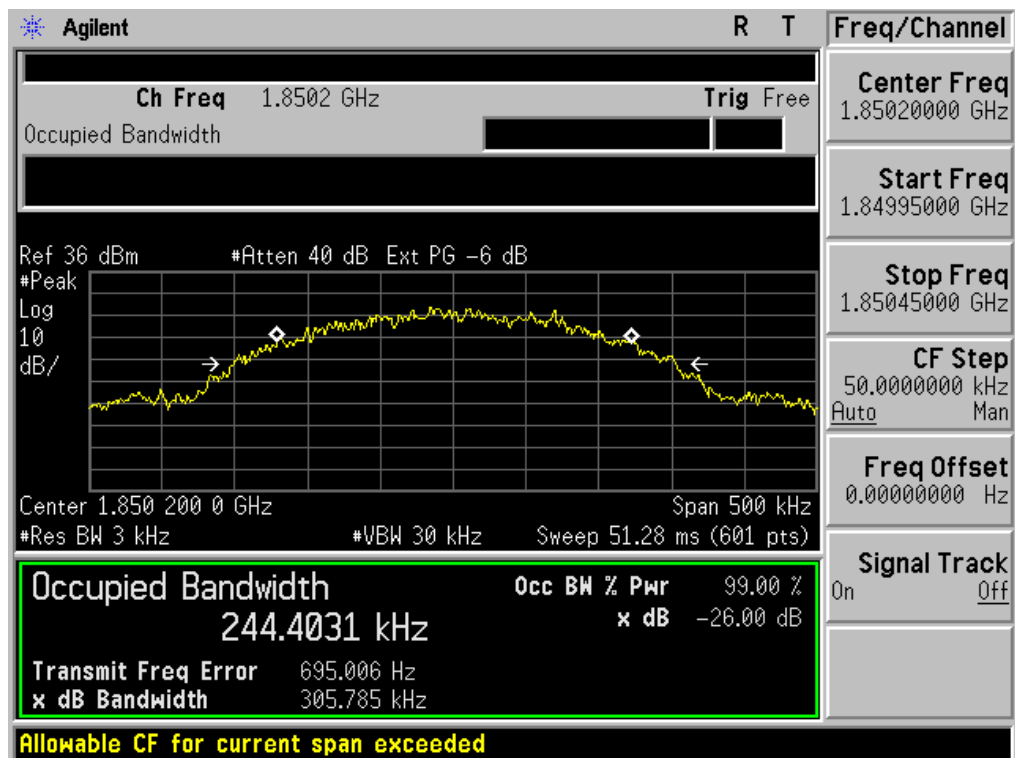 Agilent R T
Freq/Channel
Ch Freq 1.8502 GHz Trig Free
Occupied Bandwidth
Center Freq
1.85020000 GHz
Start Freq
1.84995000 GHz
Stop Freq
1.85045000 GHz
CF Step
50.0000000 kHz
Auto Man
Freq Offset
0.00000000 Hz
Signal Track
On Off
Ref 36 dBm #Atten 40 dB Ext PG -6 dB
#Peak
Log
10
dB/
Center 1.850 200 0 GHz Span 500 kHz
#Res BW 3 kHz #VBW 30 kHz Sweep 51.28 ms (601 pts)
Occupied Bandwidth Occ BW % Pwr 99.00 %
244.4031 kHz x dB -26.00 dB
Transmit Freq Error 695.006 Hz
x dB Bandwidth 305.785 kHz
Allowable CF for current span exceeded